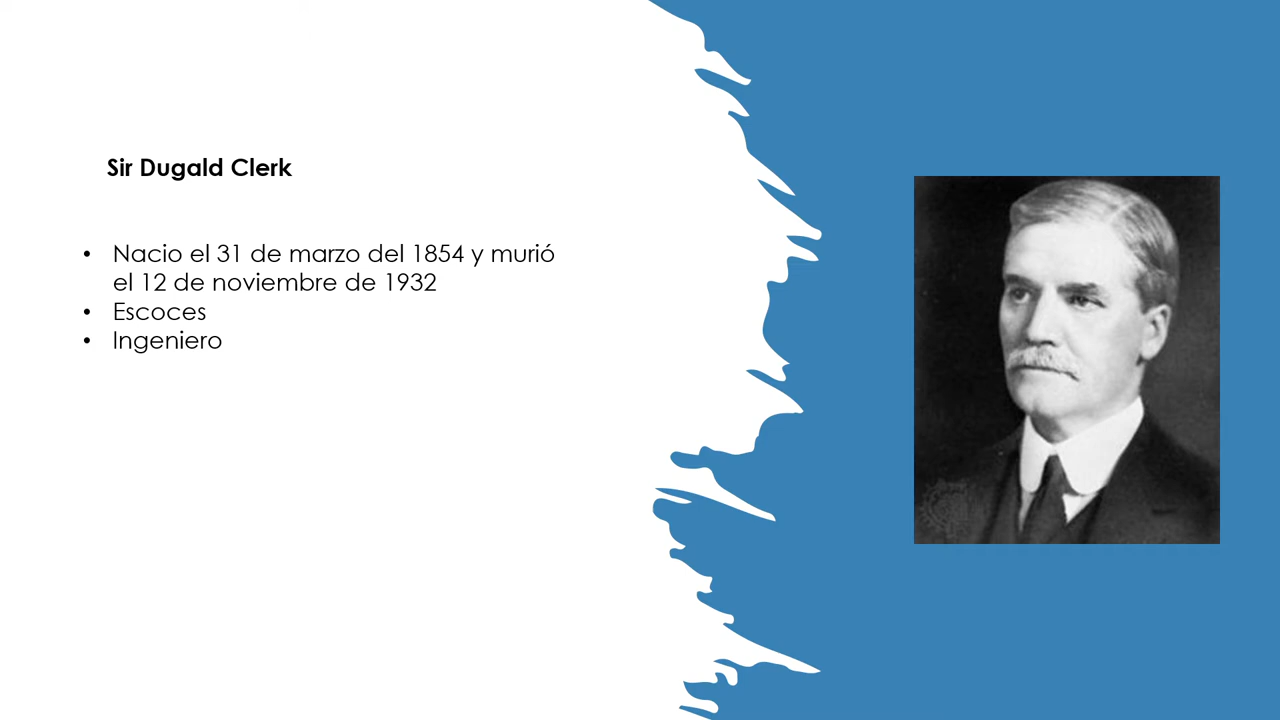 Sir Dugald Clerk
• Nacio el 31 de marzo del 1854 y murió
el 12 de noviembre de 1932
• Escoces
• Ingeniero